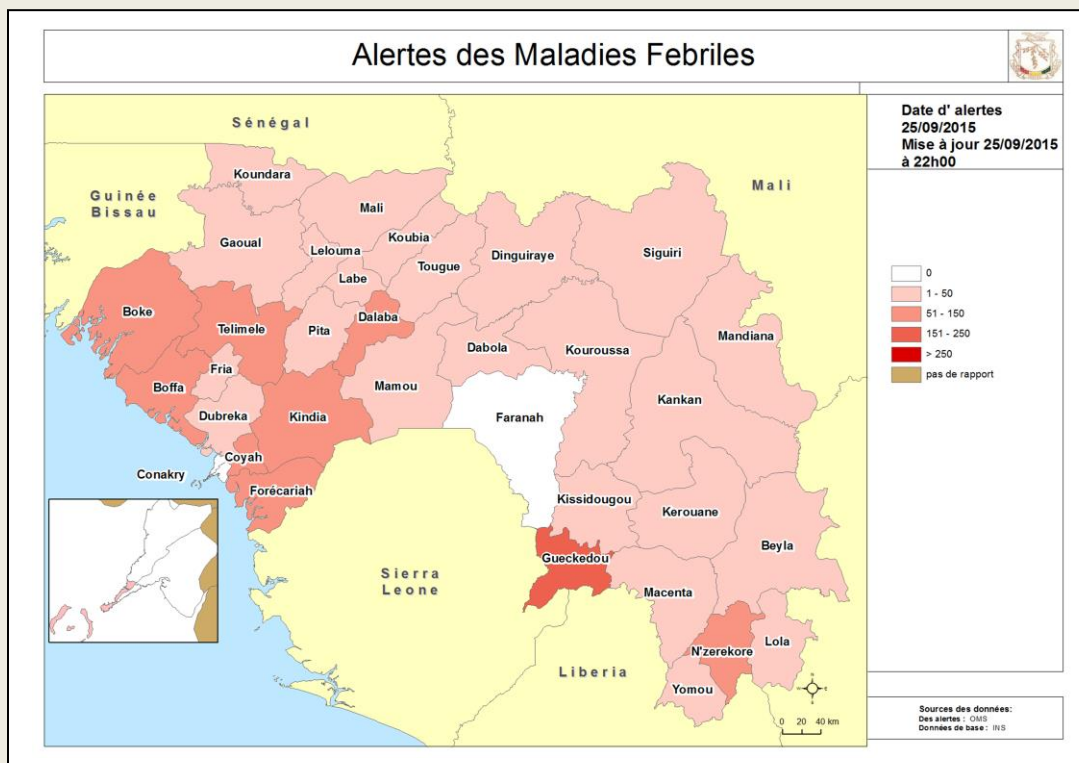 Alertes des Maladies Febriles
Date d' alertes
25/09/2015
Mise à jour 25/09/2015
à 22h00
0
1 - 50
51 - 150
151 - 250
> 250
pas de rapport
Sénégal
Guinée
Bissau
Mali
Koundara
Mali
Gaoual
Koubia
Lelouma
Tougue
Dinguiraye
Siguiri
Labe
Boke
Telimele
Pita
Dalaba
Mandiana
Dabola
Kouroussa
Fria
Boffa
Mamou
Kankan
Dubreka
Kindia
Faranah
Coyah
Conakry
Forécariah
Kissidougou
Kerouane
Beyla
Gueckedou
Sierra
Leone
Macenta
N'zerekore
Lola
Liberia
Yomou
0 20 40 km
Sources des données:
Des alertes : OMS
Données de base : INS